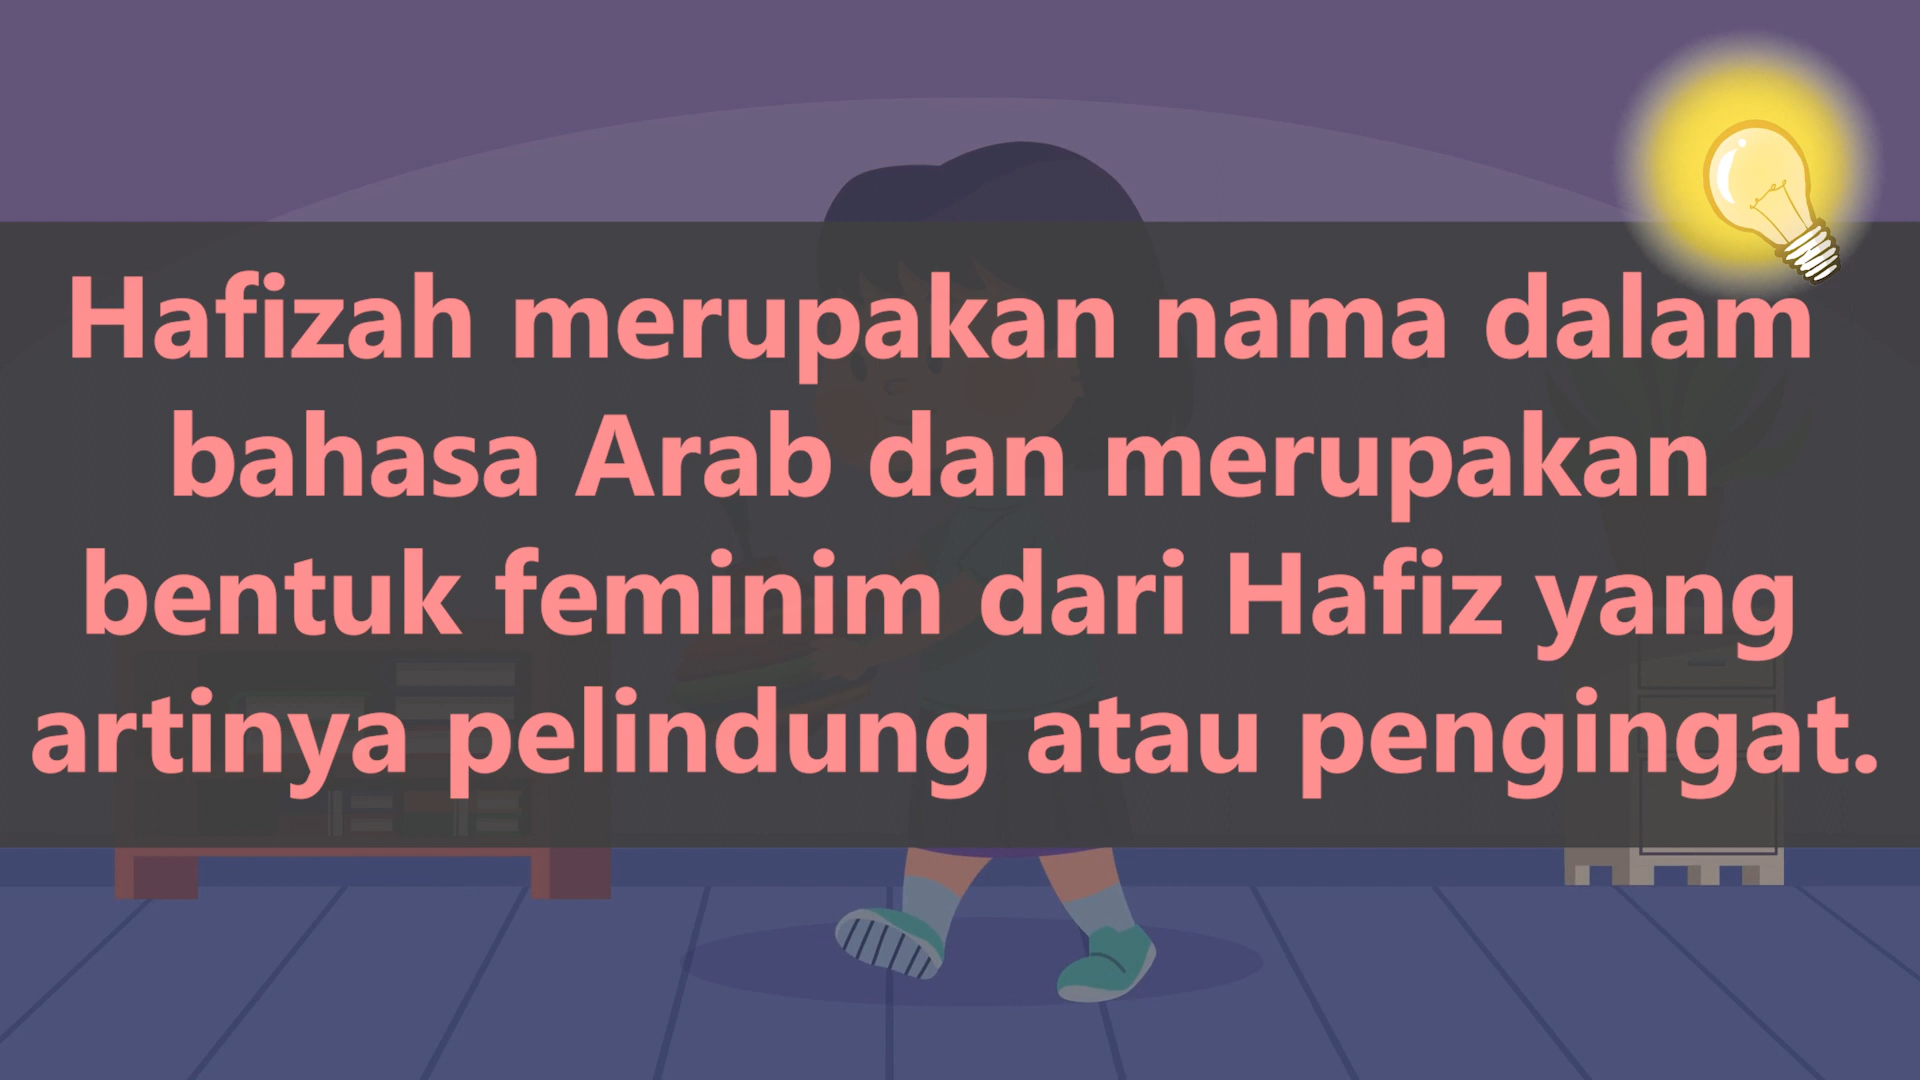 Hafizah merupakan nama dalam
bahasa Arab dan merupakan
bentuk feminim dari Hafiz yang
artinya pelindung atau pengingat.